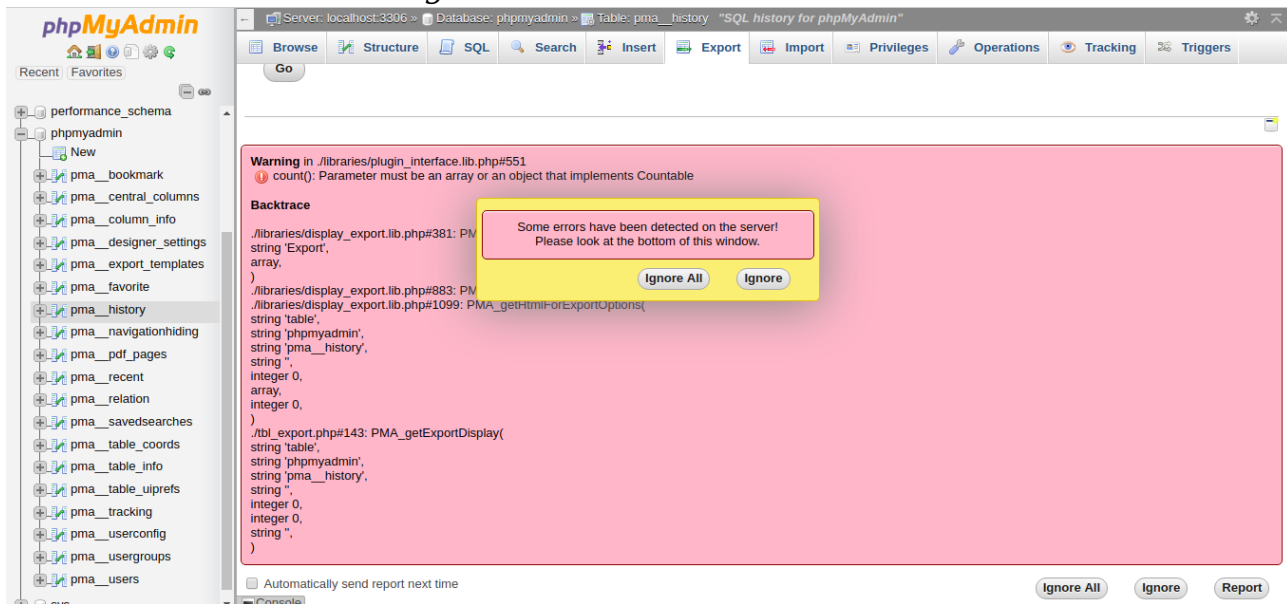 phpMyAdmin
Recent Favorites
performance_schema
phpmyadmin
New
pma__bookmark
pma__central_columns
pma__column_info
pma__designer_settings
pma__export_templates
pma__favorite
pma__history
pma__navigationhiding
pma__pdf_pages
pma__recent
pma__relation
pma__savedsearches
pma__table_coords
pma__table_info
pma__table_uiprefs
pma__tracking
pma__userconfig
pma__usergroups
pma__users
Server: localhost:3306 » Database: phpmyadmin » Table: pma__history "SQL history for phpMyAdmin"
Browse Structure SQL Search Insert Export Import Privileges Operations Tracking Triggers
Go
Warning in ./libraries/plugin_interface.lib.php#551
count(): Parameter must be an array or an object that implements Countable
Backtrace
./libraries/display_export.lib.php#381: PM
string 'Export',
array,
)
./libraries/display_export.lib.php#883: PM
./libraries/display_export.lib.php#1099: PMA_getHtmlForExportOptions(
string 'table',
string 'phpmyadmin',
string 'pma__history',
string '',
integer 0,
array,
integer 0,
)
./tbl_export.php#143: PMA_getExportDisplay(
string 'table',
string 'phpmyadmin',
string 'pma__history',
string '',
integer 0,
integer 0,
string '',
)
Some errors have been detected on the server!
Please look at the bottom of this window.
Ignore All Ignore
Automatically send report next time
Ignore All Ignore Report
Console